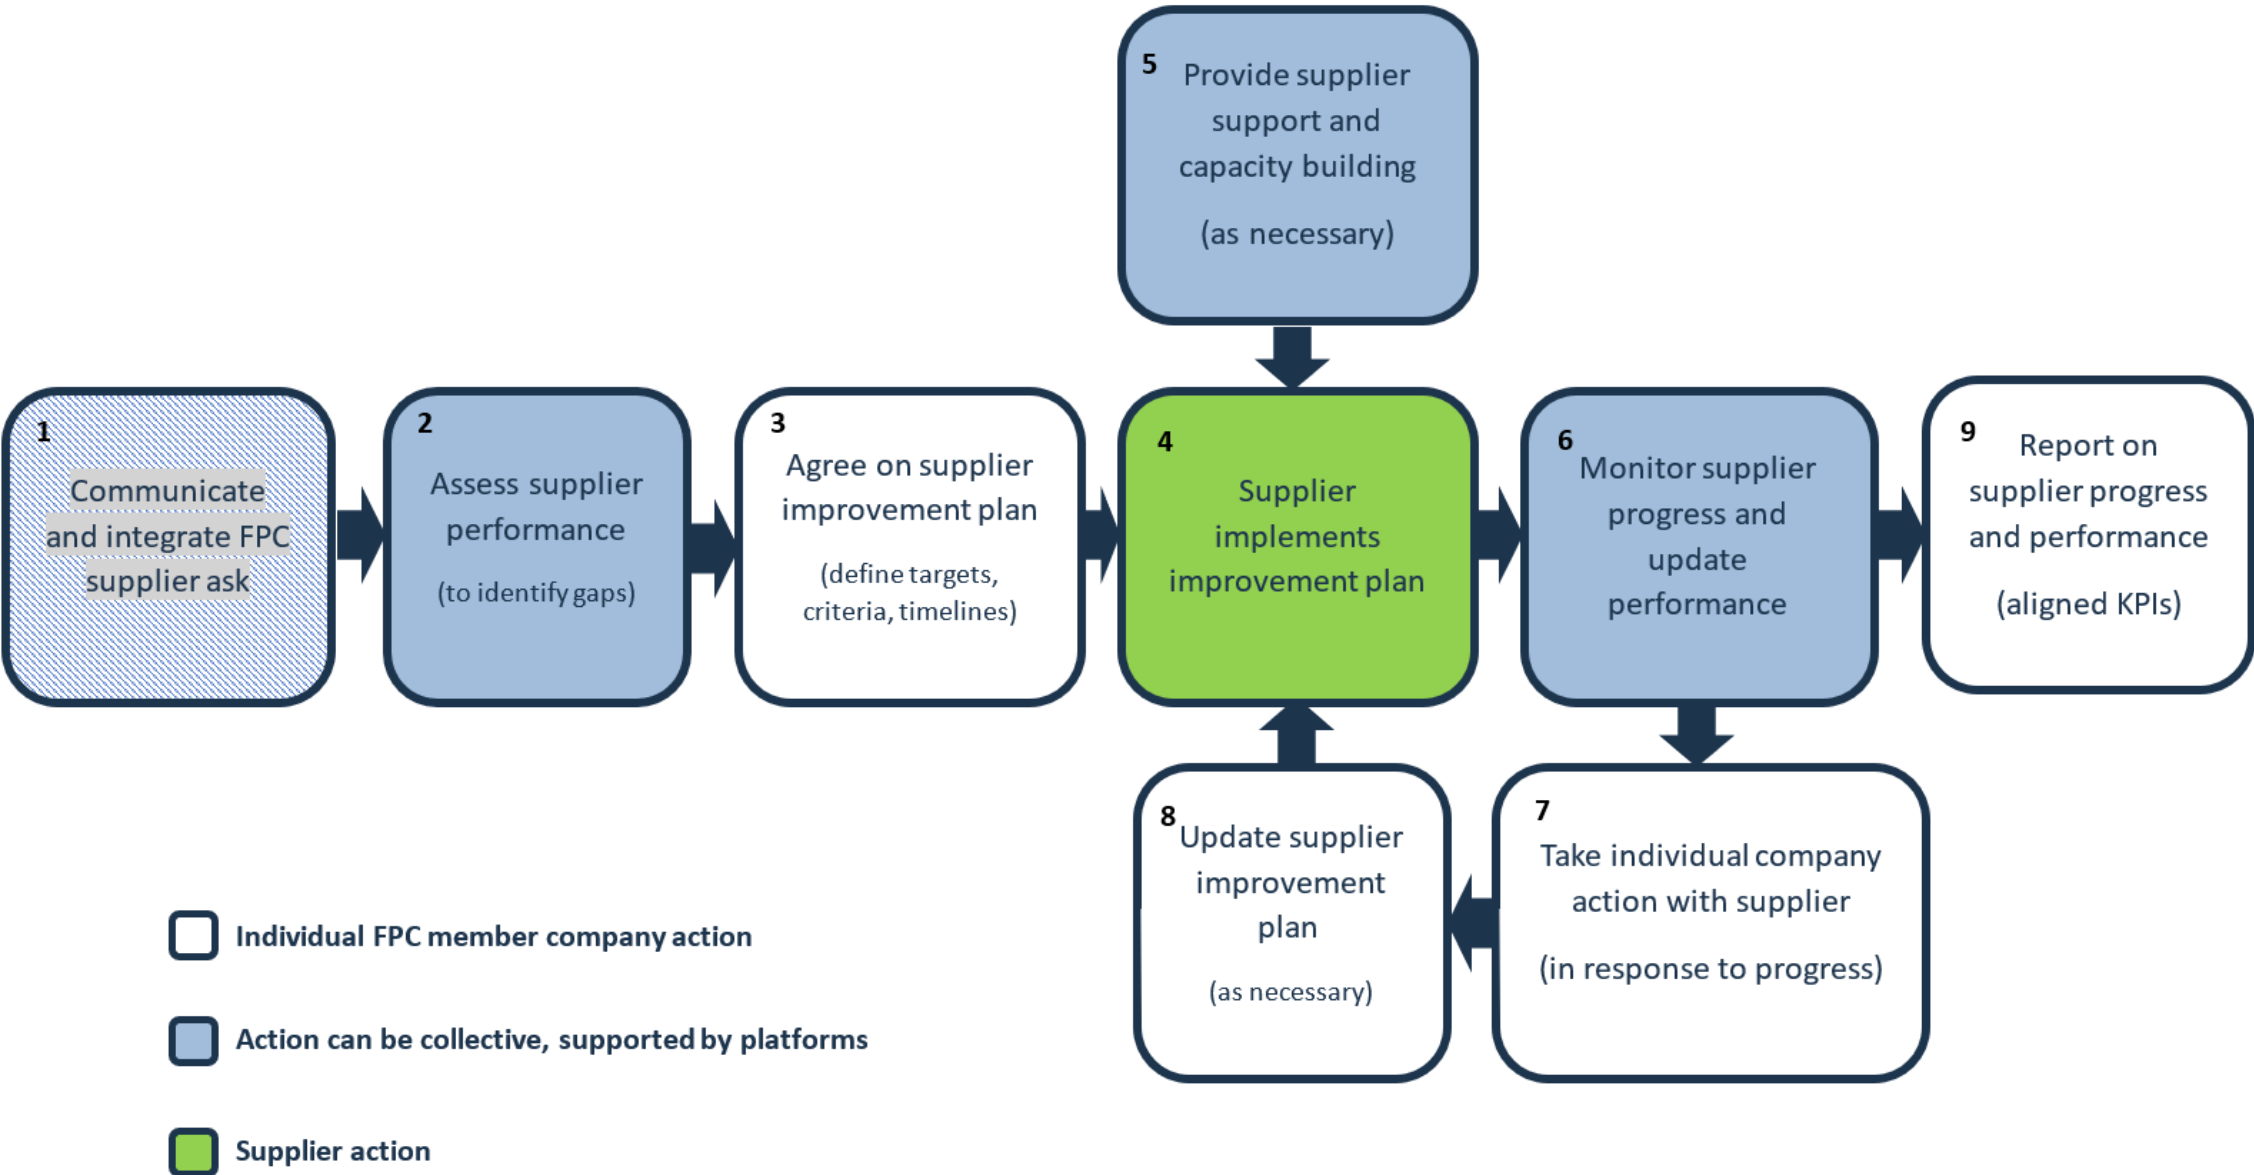 5
Provide supplier
support and
capacity building
(as necessary)
1
Communicate
and integrate FPC
supplier ask
2
Assess supplier
performance
(to identify gaps)
3
Agree on supplier
improvement plan
(define targets,
criteria, timelines)
4
Supplier
implements
improvement plan
6
Monitor supplier
progress and
update
performance
9
Report on
supplier progress
and performance
(aligned KPIs)
8
Update supplier
improvement
plan
(as necessary)
7
Take individual company
action with supplier
(in response to progress)
Individual FPC member company action
Action can be collective, supported by platforms
Supplier action